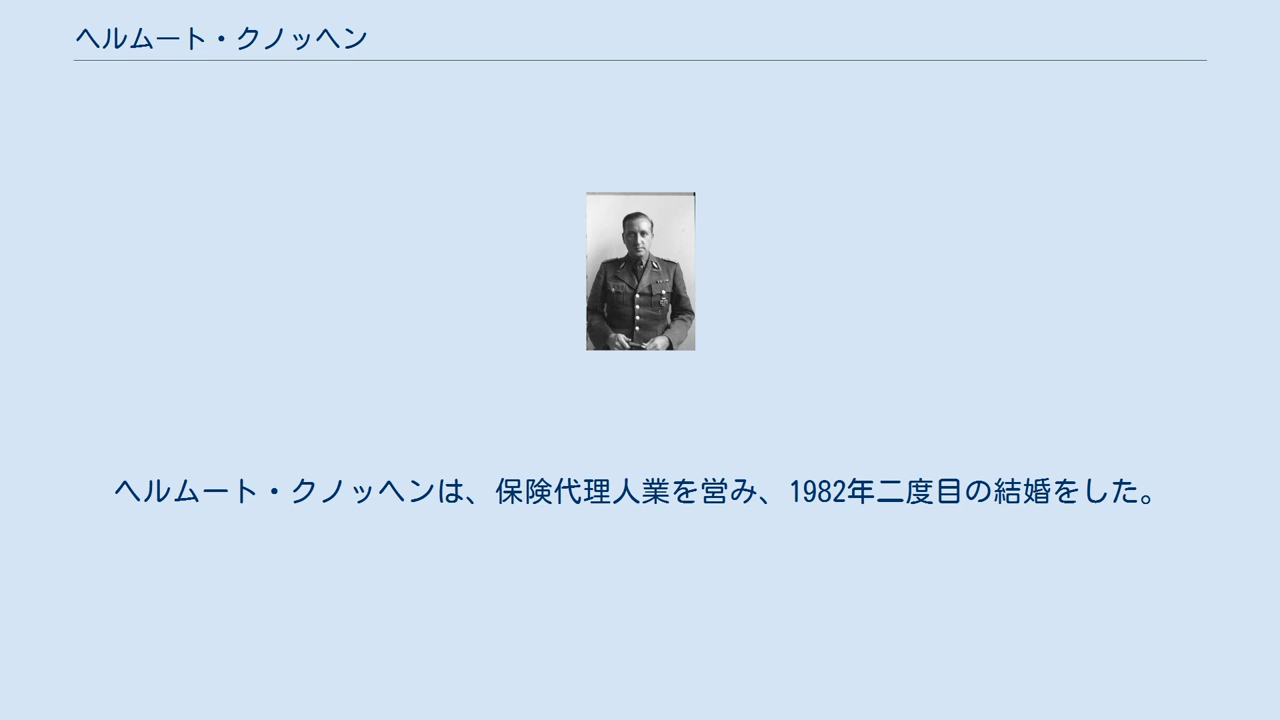 ヘルムート・クノッヘン
ヘルムート・クノッヘンは、保険代理人業を営み、1982年二度目の結婚をした。